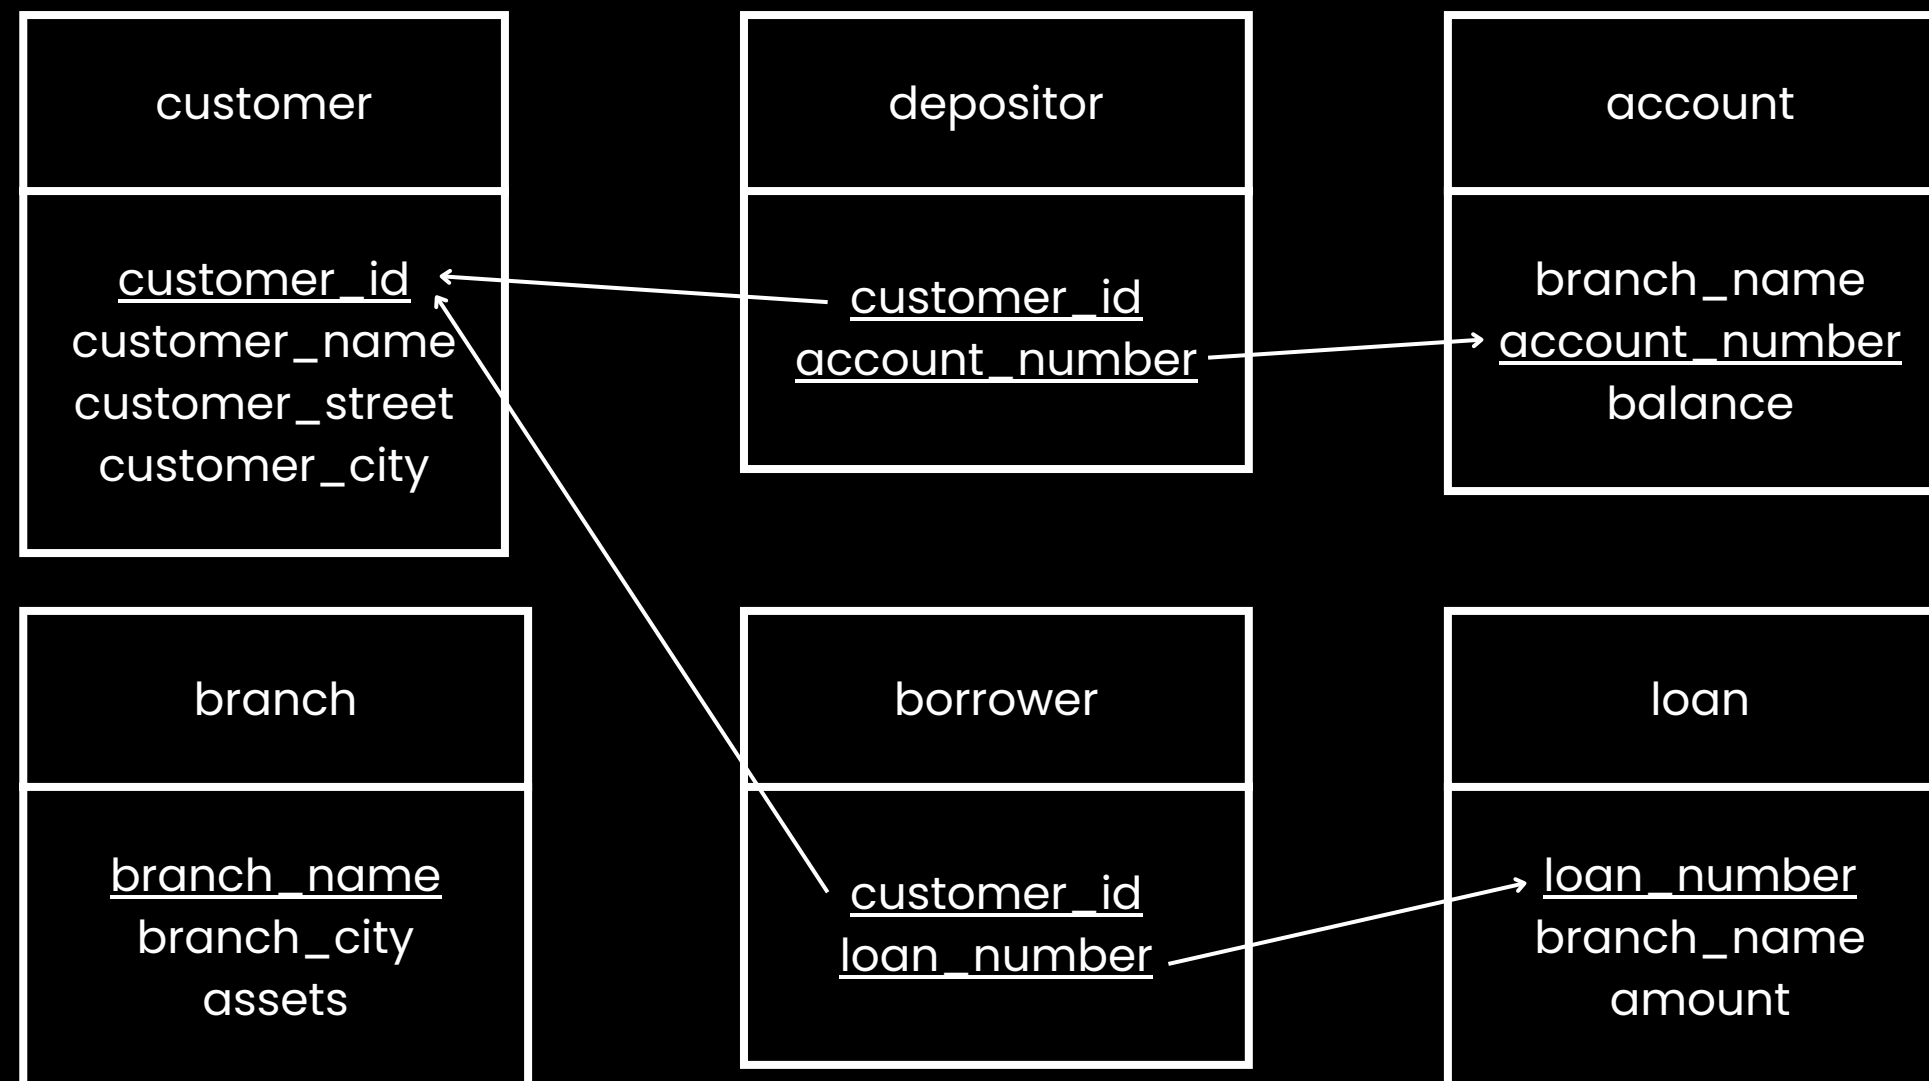 customer
customer_id
customer_name
customer_street
customer_city
depositor
customer_id
account_number
account
branch_name
account_number
balance
branch
branch_name
branch_city
assets
borrower
customer_id
loan_number
loan
loan_number
branch_name
amount